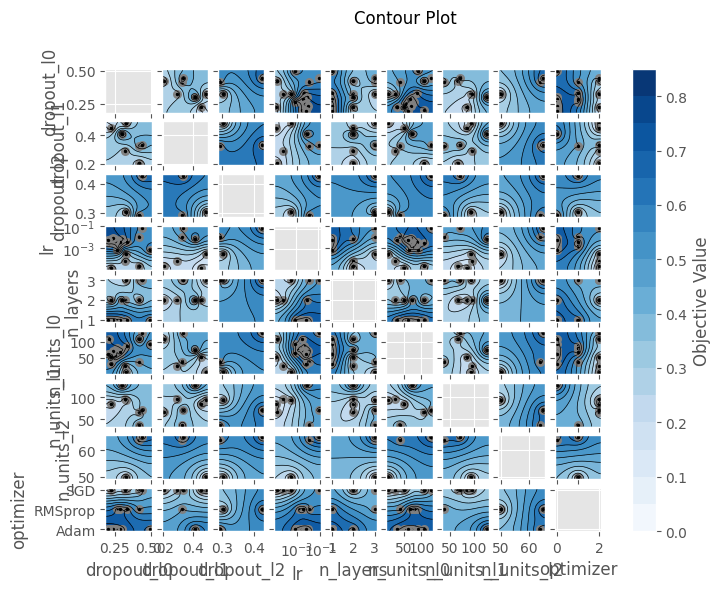 Contour Plot
dropout_l0
0.50
0.25
dropout_l1
0.4
0.2
dropout_l2
0.4
0.3
lr
10⁻¹
10⁻³
n_layers
3
2
1
n_units_l0
100
50
n_units_l1
100
50
n_units_l2
60
50
optimizer
SGD
RMSprop
Adam
0.25 0.50 0.2 0.4 0.3 0.4 10⁻³ 10⁻¹ 1 2 3 50 100 50 100 50 60 0 2
dropout_l0 dropout_l1 dropout_l2 lr n_layers n_units_l0 n_units_l1 n_units_l2 optimizer
0.8
0.7
0.6
0.5
0.4
0.3
0.2
0.1
0.0
Objective Value